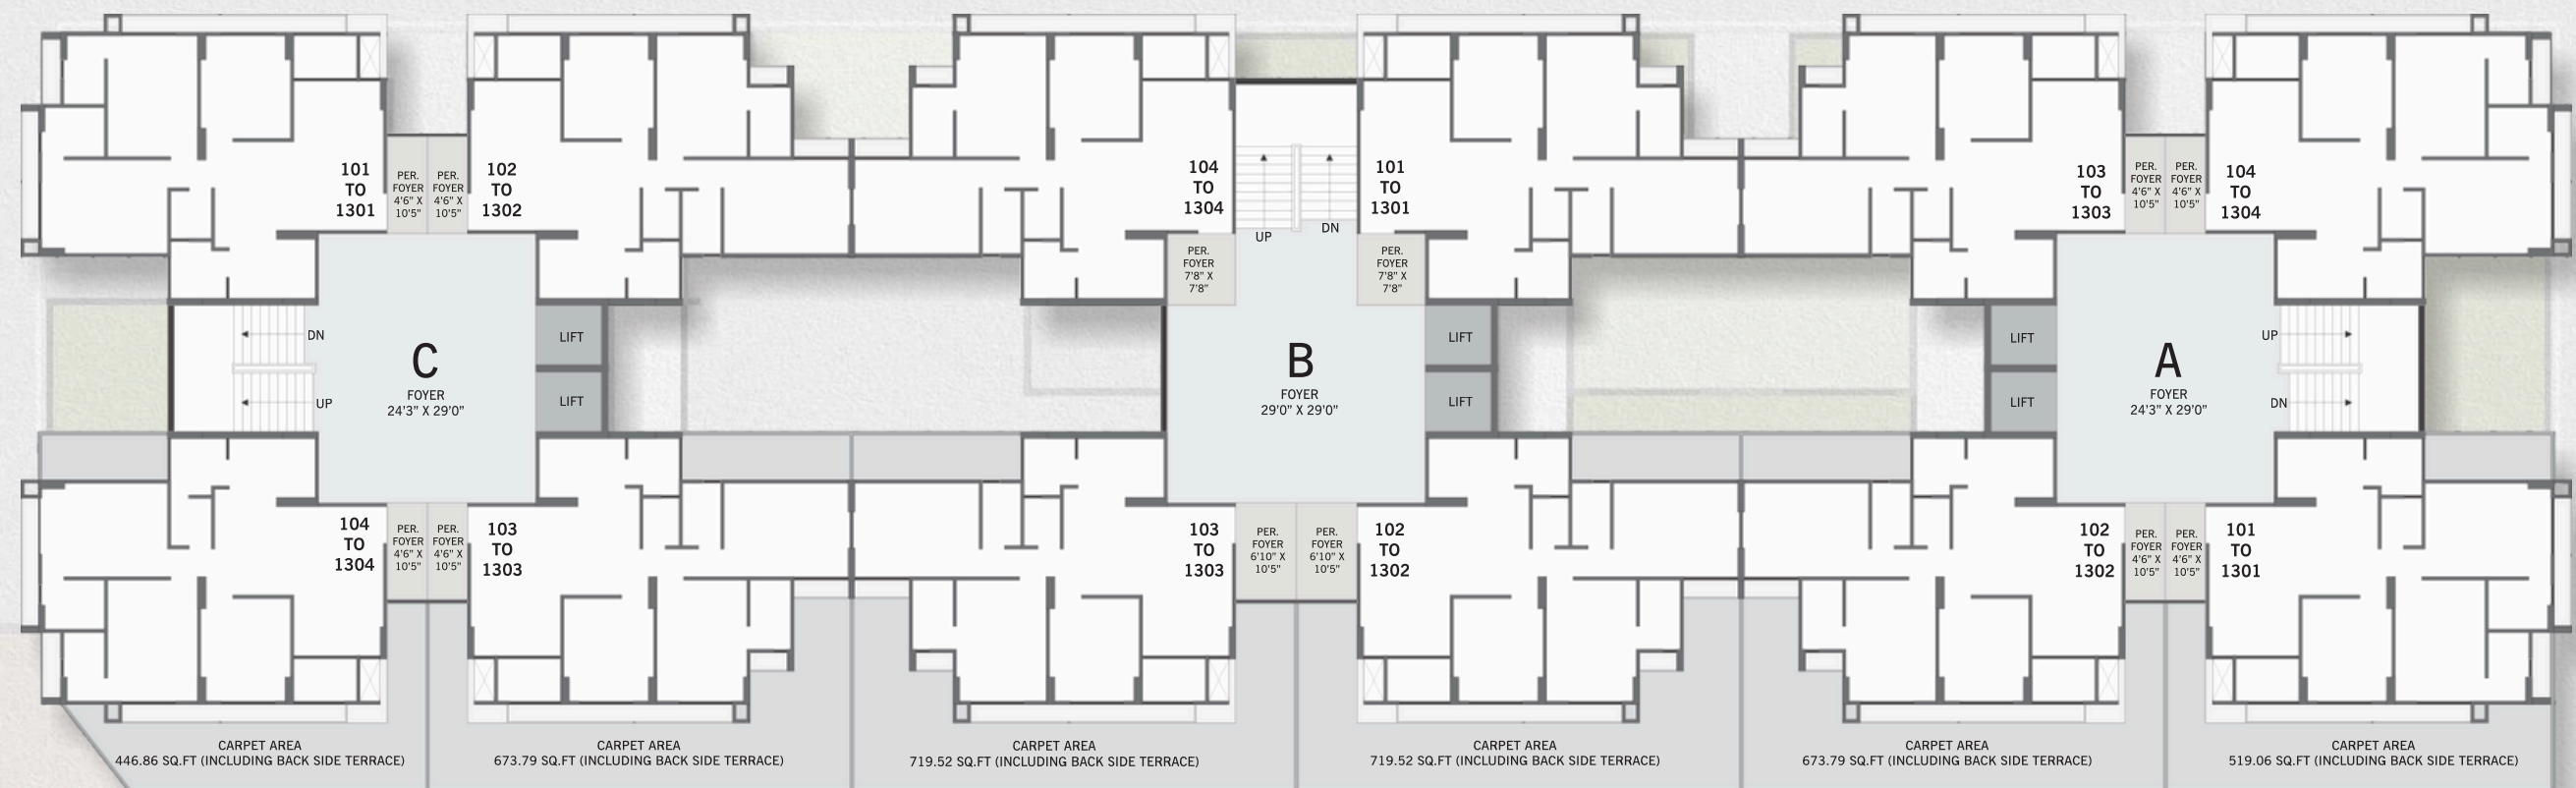 101
TO
1301
PER.
FOYER
4'6" X
10'5"
PER.
FOYER
4'6" X
10'5"
102
TO
1302
104
TO
1304
UP
DN
101
TO
1301
PER.
FOYER
7'8" X
7'8"
PER.
FOYER
7'8" X
7'8"
103
TO
1303
PER.
FOYER
4'6" X
10'5"
PER.
FOYER
4'6" X
10'5"
104
TO
1304
DN
UP
C
FOYER
24'3" X 29'0"
LIFT
LIFT
B
FOYER
29'0" X 29'0"
LIFT
LIFT
LIFT
LIFT
A
FOYER
24'3" X 29'0"
UP
DN
104
TO
1304
PER.
FOYER
4'6" X
10'5"
PER.
FOYER
4'6" X
10'5"
103
TO
1303
103
TO
1303
PER.
FOYER
6'10" X
10'5"
PER.
FOYER
6'10" X
10'5"
102
TO
1302
102
TO
1302
PER.
FOYER
4'6" X
10'5"
PER.
FOYER
4'6" X
10'5"
101
TO
1301
CARPET AREA
446.86 SQ.FT (INCLUDING BACK SIDE TERRACE)
CARPET AREA
673.79 SQ.FT (INCLUDING BACK SIDE TERRACE)
CARPET AREA
719.52 SQ.FT (INCLUDING BACK SIDE TERRACE)
CARPET AREA
719.52 SQ.FT (INCLUDING BACK SIDE TERRACE)
CARPET AREA
673.79 SQ.FT (INCLUDING BACK SIDE TERRACE)
CARPET AREA
519.06 SQ.FT (INCLUDING BACK SIDE TERRACE)